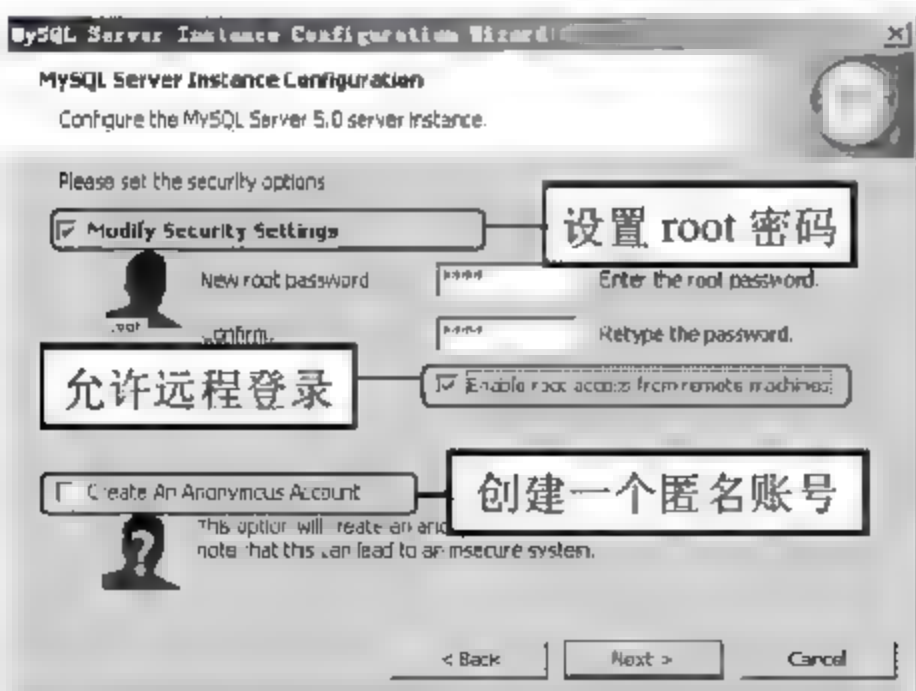 MySQL Server Instance Configuration Wizard
MySQL Server Instance Configuration
Configure the MySQL Server 5.0 server instance.
Please set the security options
Modify Security Settings
设置 root 密码
New root password
****
Enter the root password.
root
Confirm
****
Retype the password.
允许远程登录
Enable root access from remote machines
Create An Anonymous Account
创建一个匿名账号
This option will create an
note that this can lead to an insecure system.
< Back
Next >
Cancel